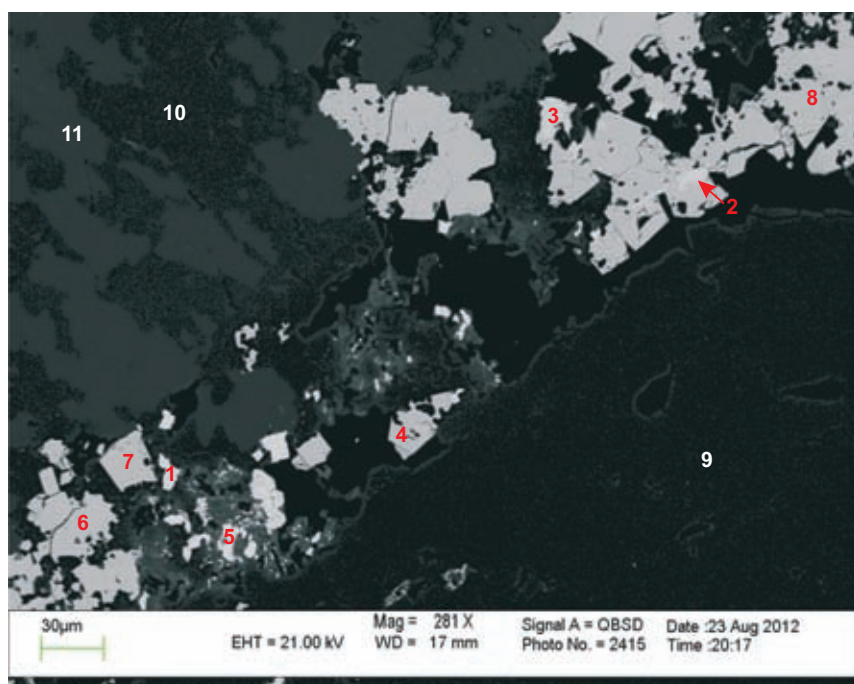 10
11
8
3
2
4
9
7
1
6
5
30µm
EHT = 21.00 kV
Mag = 281 X
WD = 17 mm
Signal A = QBSD
Photo No. = 2415
Date :23 Aug 2012
Time :20:17